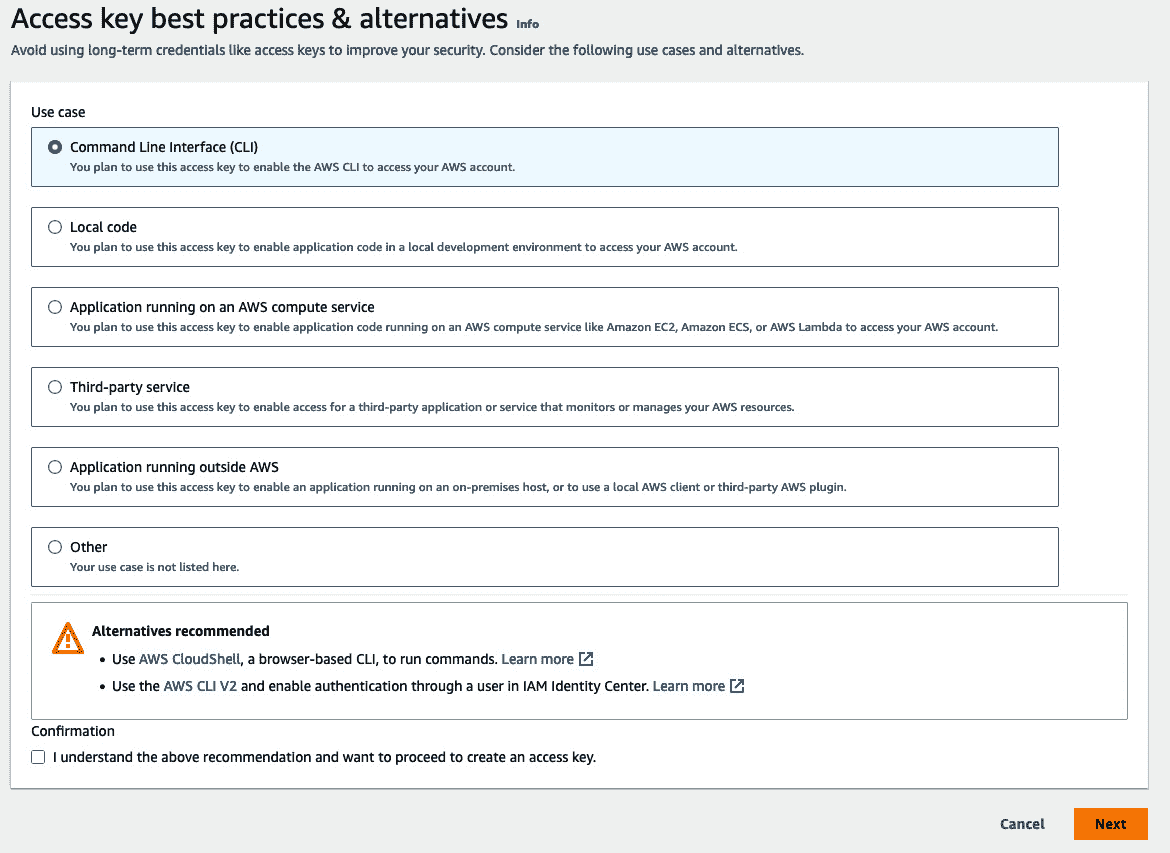 Access key best practices & alternatives Info
Avoid using long-term credentials like access keys to improve your security. Consider the following use cases and alternatives.
Use case
Command Line Interface (CLI)
You plan to use this access key to enable the AWS CLI to access your AWS account.
Local code
You plan to use this access key to enable application code in a local development environment to access your AWS account.
Application running on an AWS compute service
You plan to use this access key to enable application code running on an AWS compute service like Amazon EC2, Amazon ECS, or AWS Lambda to access your AWS account.
Third-party service
You plan to use this access key to enable access for a third-party application or service that monitors or manages your AWS resources.
Application running outside AWS
You plan to use this access key to enable an application running on an on-premises host, or to use a local AWS client or third-party AWS plugin.
Other
Your use case is not listed here.
Alternatives recommended
• Use AWS CloudShell, a browser-based CLI, to run commands. Learn more
• Use the AWS CLI V2 and enable authentication through a user in IAM Identity Center. Learn more
Confirmation
I understand the above recommendation and want to proceed to create an access key.
Cancel Next